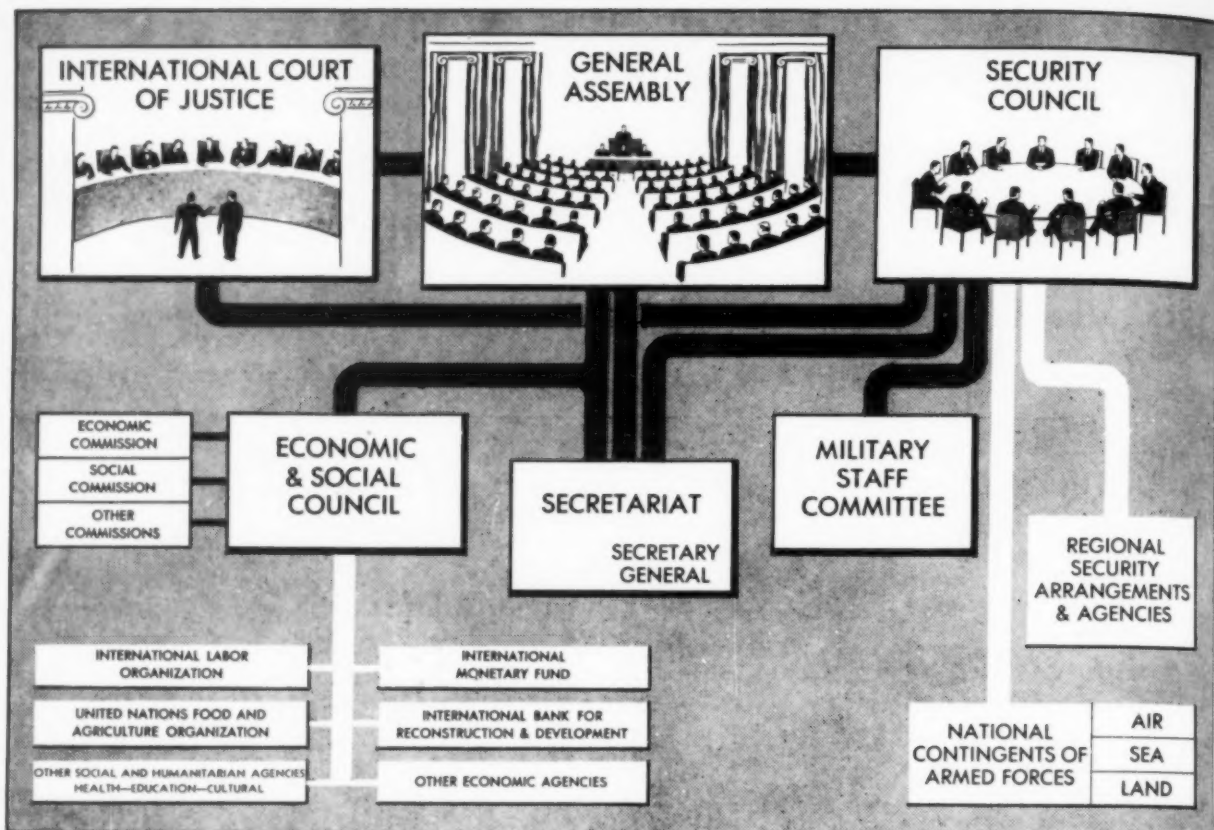 INTERNATIONAL COURT
OF JUSTICE
GENERAL
ASSEMBLY
SECURITY
COUNCIL
ECONOMIC
COMMISSION
SOCIAL
COMMISSION
OTHER
COMMISSIONS
ECONOMIC
& SOCIAL
COUNCIL
SECRETARIAT
SECRETARY
GENERAL
MILITARY
STAFF
COMMITTEE
REGIONAL
SECURITY
ARRANGEMENTS
& AGENCIES
INTERNATIONAL LABOR
ORGANIZATION
INTERNATIONAL
MONETARY FUND
UNITED NATIONS FOOD AND
AGRICULTURE ORGANIZATION
INTERNATIONAL BANK FOR
RECONSTRUCTION & DEVELOPMENT
OTHER SOCIAL AND HUMANITARIAN AGENCIES
HEALTH—EDUCATION—CULTURAL
OTHER ECONOMIC AGENCIES
NATIONAL
CONTINGENTS OF
ARMED FORCES
AIR
SEA
LAND